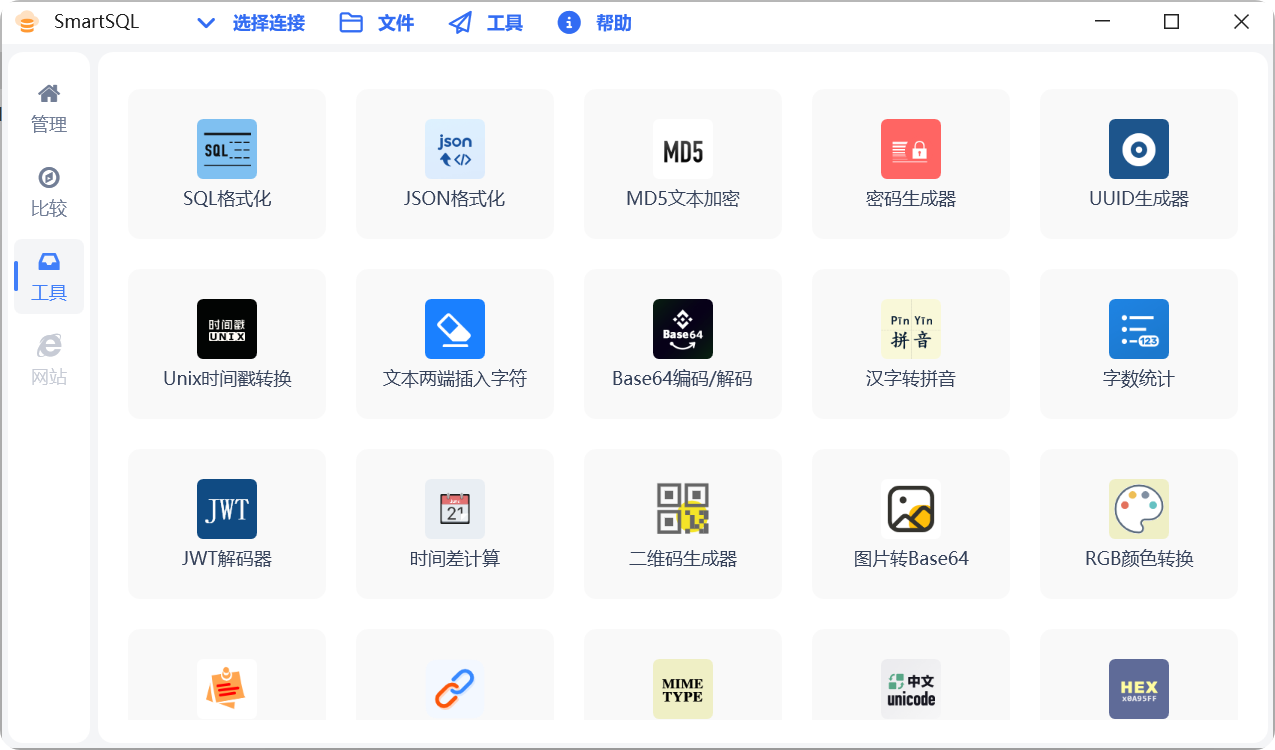 SmartSQL 选择连接 文件 工具 帮助
管理
比较
工具
网站
SQL
SQL格式化
json
JSON格式化
MD5
MD5文本加密
密码生成器
UUID生成器
时间戳
UNIX
Unix时间戳转换
文本两端插入字符
Base64
Base64编码/解码
Pīn Yīn
拼音
汉字转拼音
123
字数统计
JWT
JWT解码器
June
21
时间差计算
二维码生成器
图片转Base64
RGB颜色转换
MIME
TYPE
中文
unicode
HEX
x0A95FF